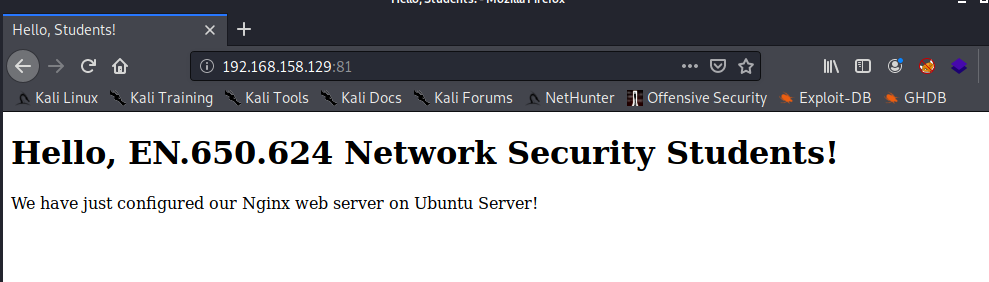 Hello, Students! - Mozilla Firefox
Hello, Students!
192.168.158.129:81
Kali Linux Kali Training Kali Tools Kali Docs Kali Forums NetHunter Offensive Security Exploit-DB GHDB
Hello, EN.650.624 Network Security Students!
We have just configured our Nginx web server on Ubuntu Server!